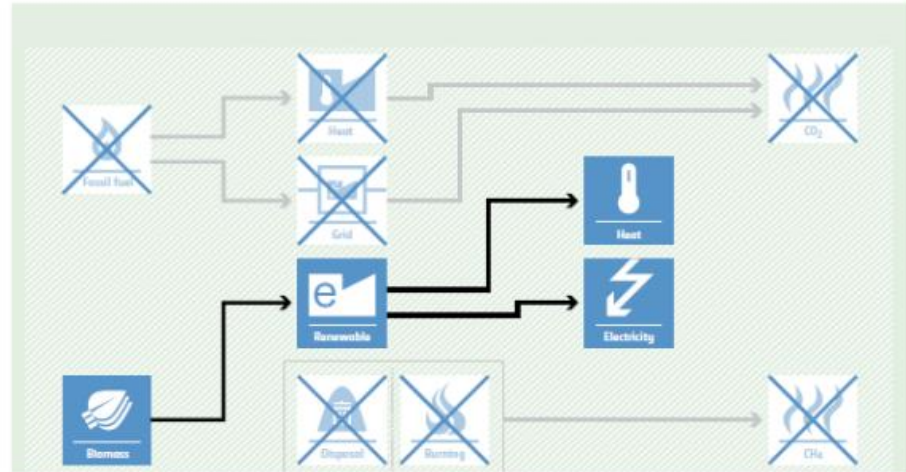 Heat
CO₂
Fossil fuel
Grid
Heat
e
Renewable
Electricity
Biomass
Disposal
Burning
CH₄